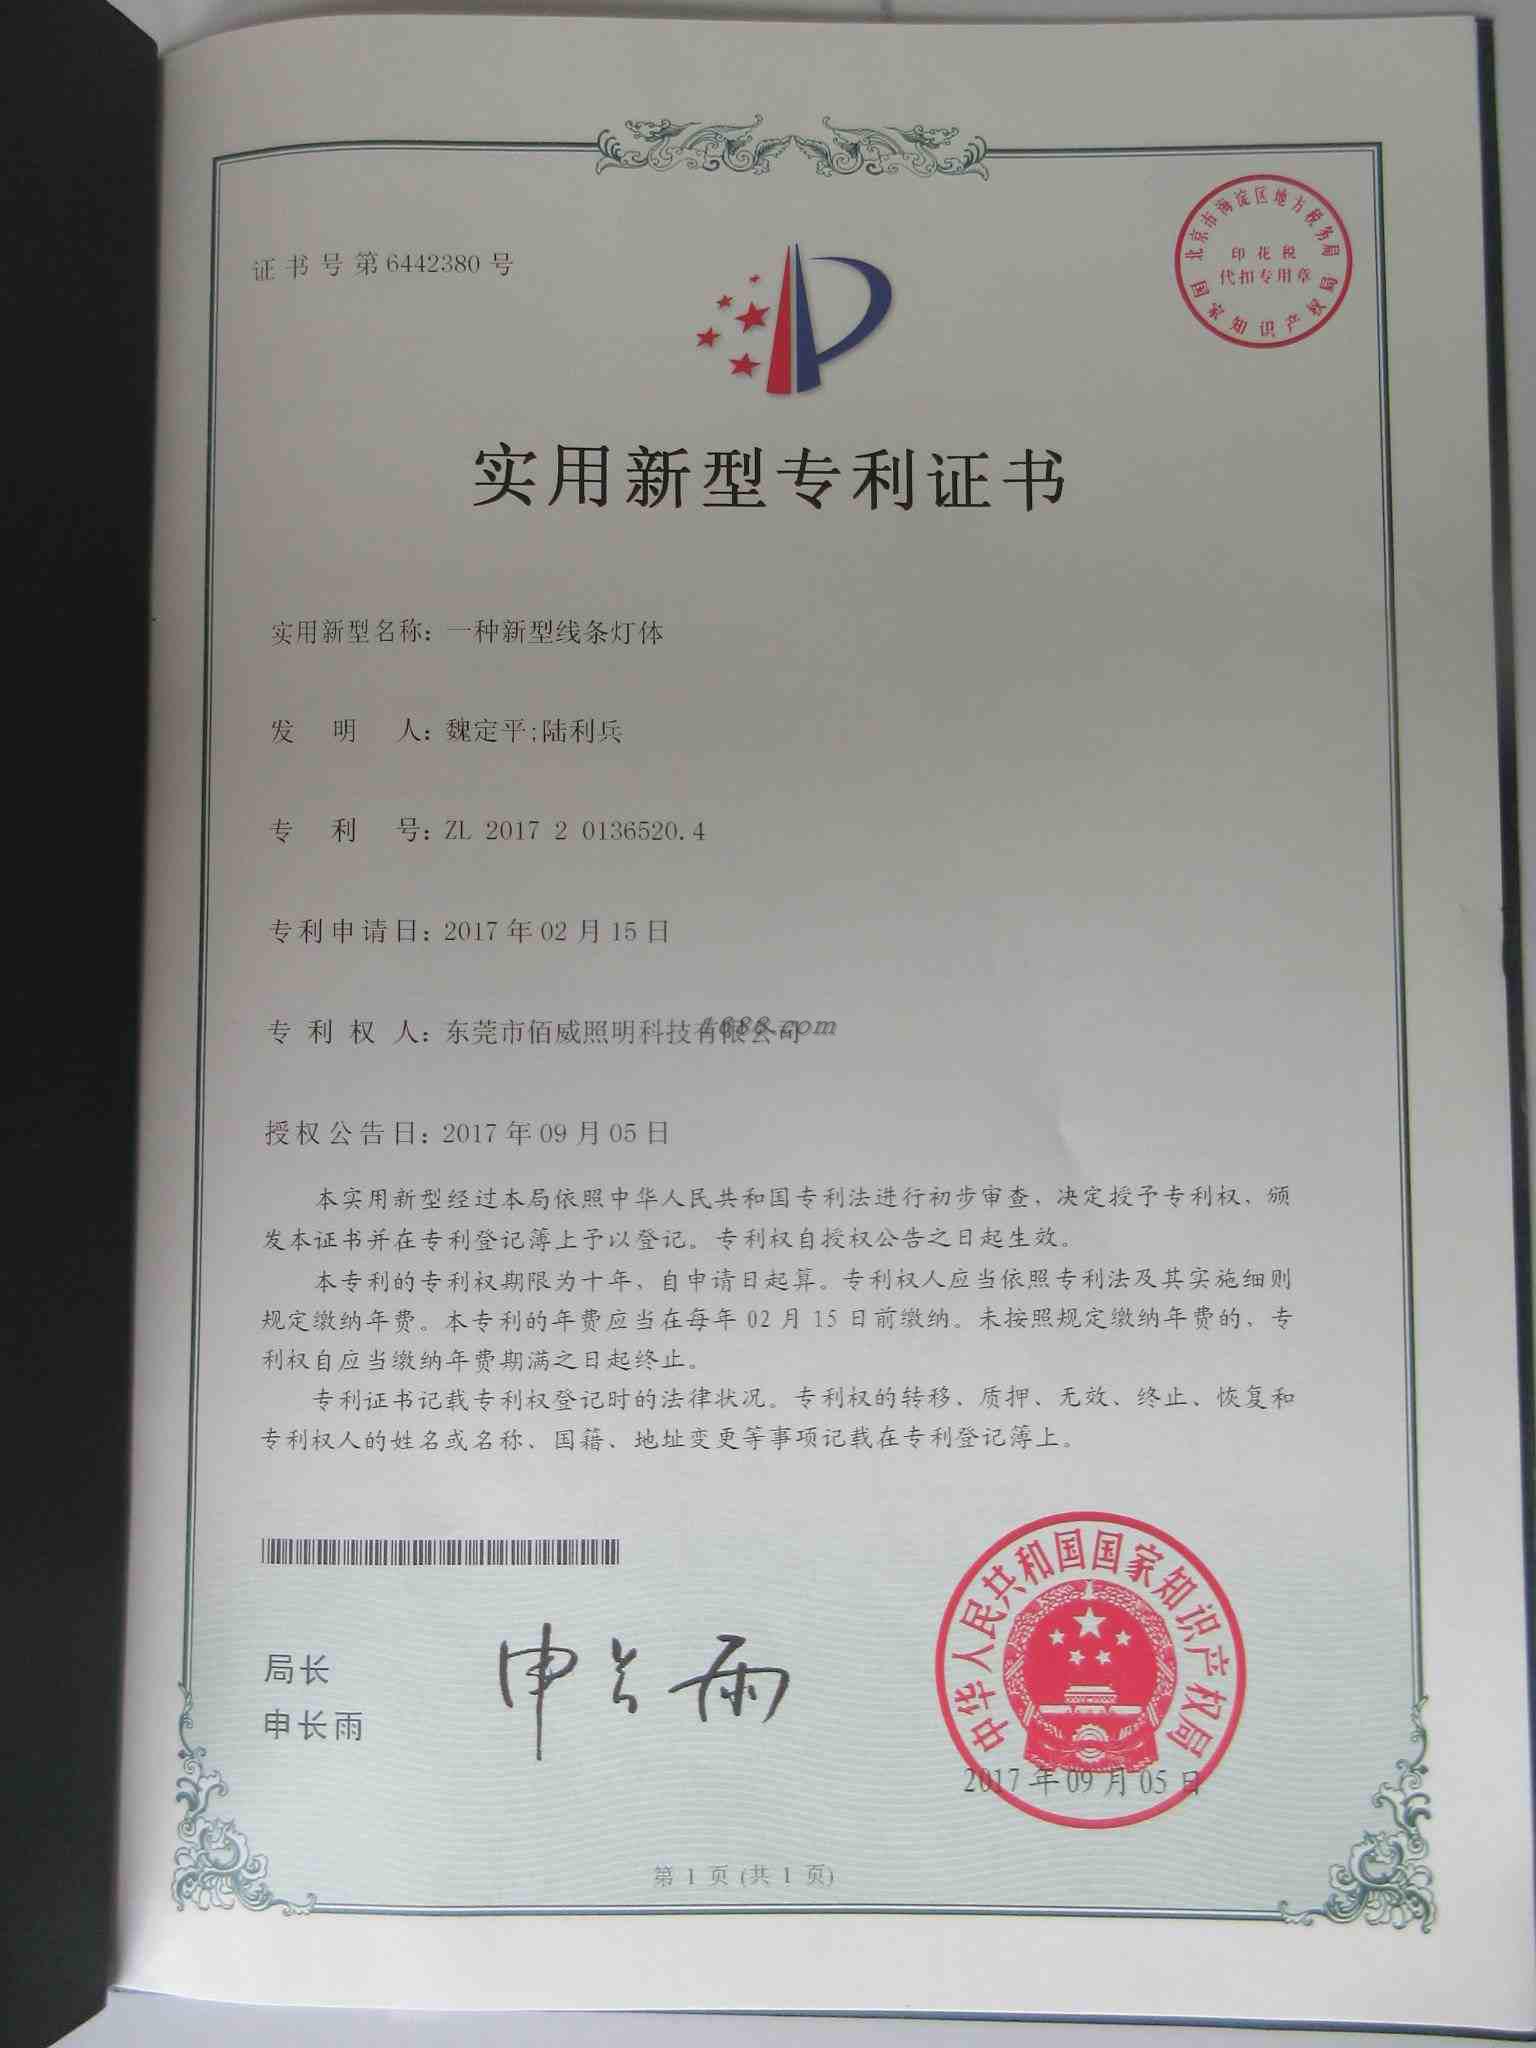 证书号第6442380号
北京市海淀区地方税务局
印花税
代扣专用章
国家知识产权局
实用新型专利证书
实用新型名称：一种新型线条灯体
发明人：魏定平;陆利兵
专利号：ZL 2017 2 0136520.4
专利申请日：2017年02月15日
专利权人：东莞市佰威照明科技有限公司
1688.com
授权公告日：2017年09月05日
本实用新型经过本局依照中华人民共和国专利法进行初步审查，决定授予专利权，颁
发本证书并在专利登记簿上予以登记。专利权自授权公告之日起生效。
本专利的专利权期限为十年，自申请日起算。专利权人应当依照专利法及其实施细则
规定缴纳年费。本专利的年费应当在每年02月15日前缴纳。未按照规定缴纳年费的，专
利权自应当缴纳年费期满之日起终止。
专利证书记载专利权登记时的法律状况。专利权的转移、质押、无效、终止、恢复和
专利权人的姓名或名称、国籍、地址变更等事项记载在专利登记簿上。
局长
申长雨
申长雨
中华人民共和国国家知识产权局
2017年09月05日
第 1 页 (共 1 页)